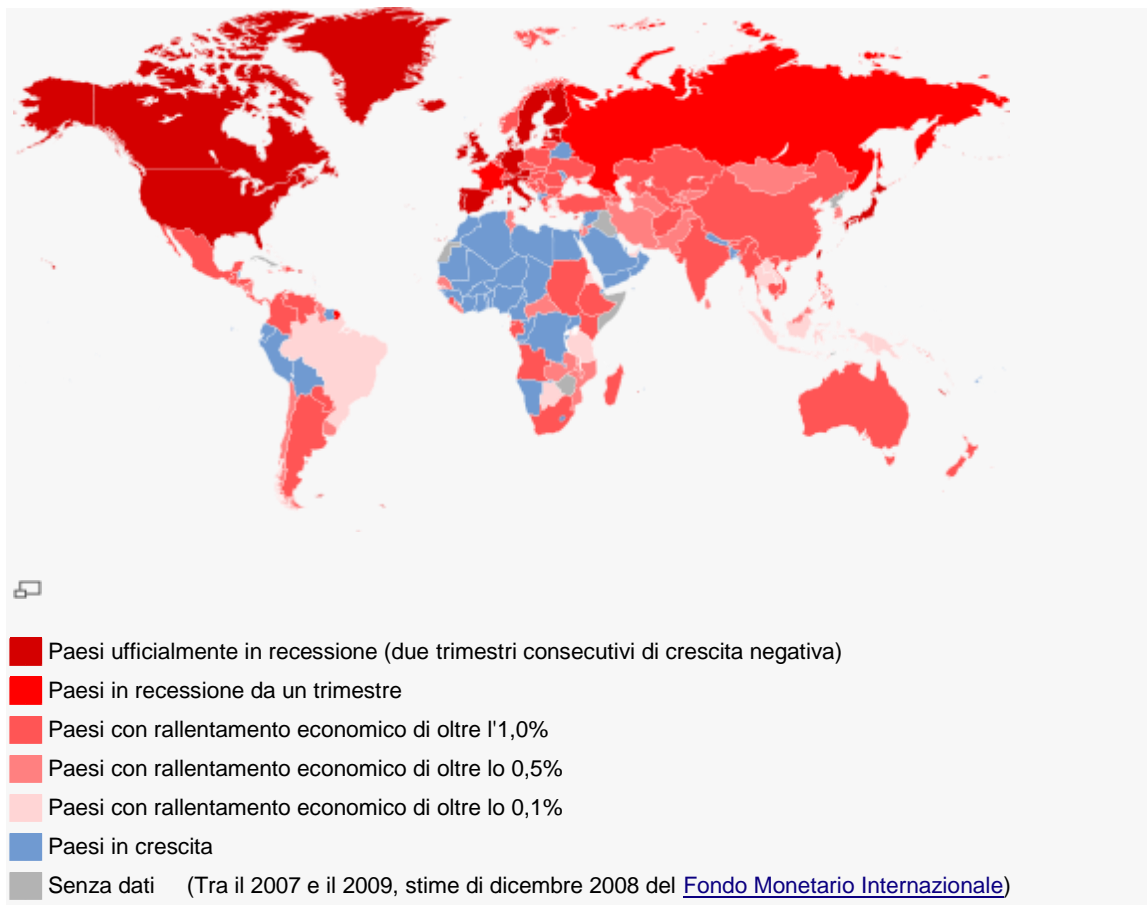 Paesi ufficialmente in recessione (due trimestri consecutivi di crescita negativa)
Paesi in recessione da un trimestre
Paesi con rallentamento economico di oltre l'1,0%
Paesi con rallentamento economico di oltre lo 0,5%
Paesi con rallentamento economico di oltre lo 0,1%
Paesi in crescita
Senza dati (Tra il 2007 e il 2009, stime di dicembre 2008 del Fondo Monetario Internazionale)